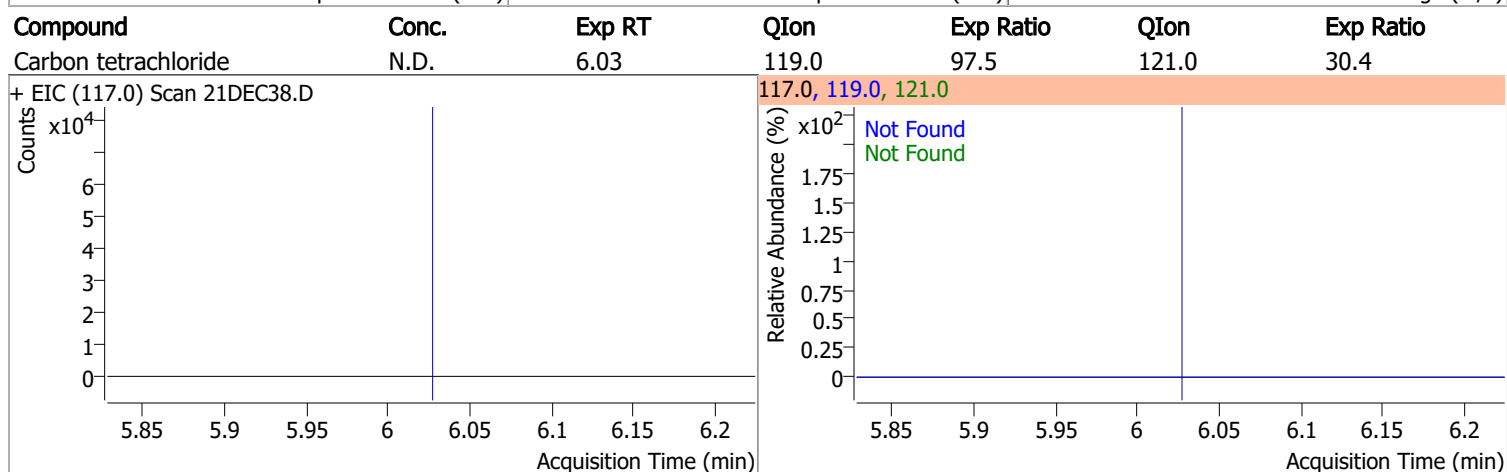 Compound Conc. Exp RT QIon Exp Ratio QIon Exp Ratio
Carbon tetrachloride N.D. 6.03 119.0 97.5 121.0 30.4
+ EIC (117.0) Scan 21DEC38.D
Counts
x10⁴
6
5
4
3
2
1
0
5.85 5.9 5.95 6 6.05 6.1 6.15 6.2
Acquisition Time (min)
117.0, 119.0, 121.0
Relative Abundance (%)
x10²
Not Found
Not Found
1.75
1.5
1.25
1
0.75
0.5
0.25
0
5.85 5.9 5.95 6 6.05 6.1 6.15 6.2
Acquisition Time (min)